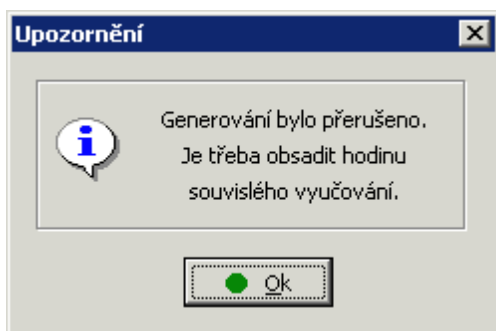 Upozornění
Generování bylo přerušeno.
Je třeba obsadit hodinu
souvislého vyučování.
Ok